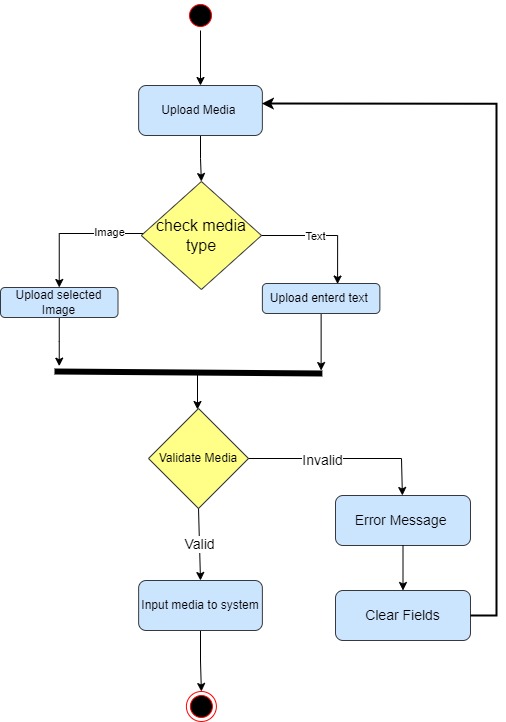 Upload Media
check media
type
Image
Text
Upload selected
Image
Upload enterd text
Validate Media
Invalid
Error Message
Valid
Input media to system
Clear Fields